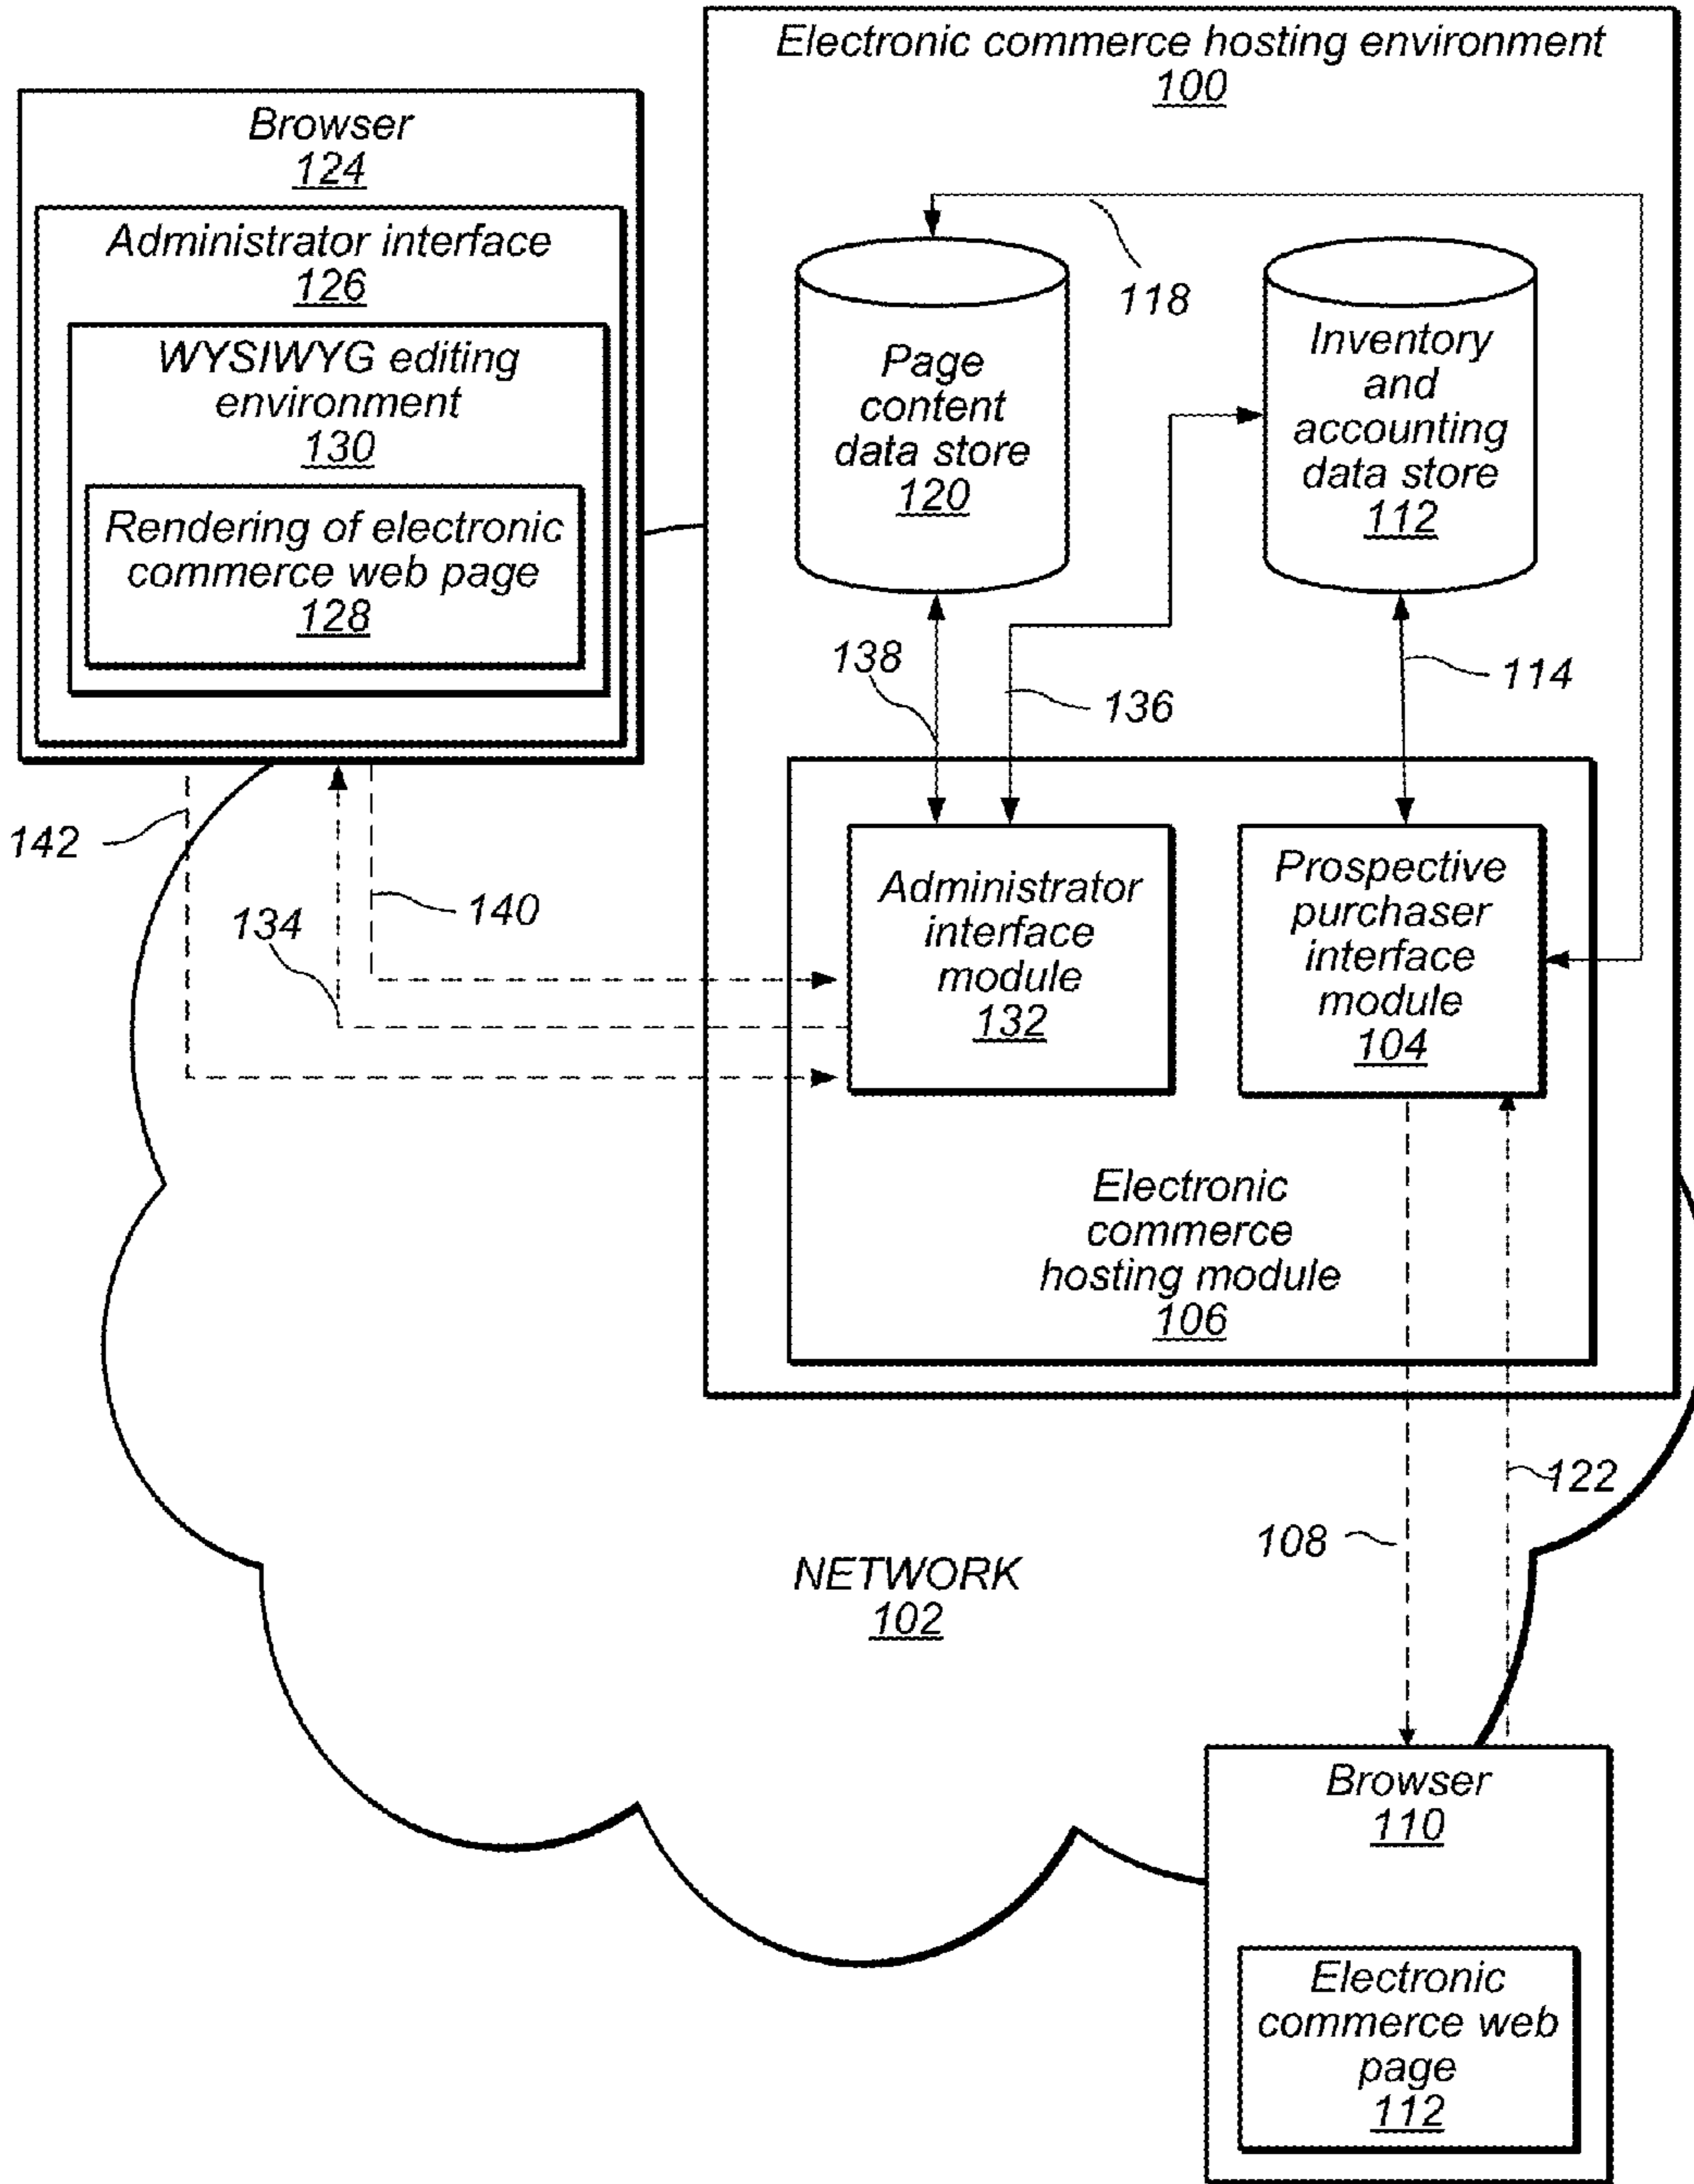 Electronic commerce hosting environment
100
Browser
124
Administrator interface
126
WYSIWYG editing
environment
130
Rendering of electronic
commerce web page
128
118
Page
content
data store
120
Inventory
and
accounting
data store
112
138
136
114
142
134
140
Administrator
interface
module
132
Prospective
purchaser
interface
module
104
Electronic
commerce
hosting module
106
122
108
NETWORK
102
Browser
110
Electronic
commerce web
page
112